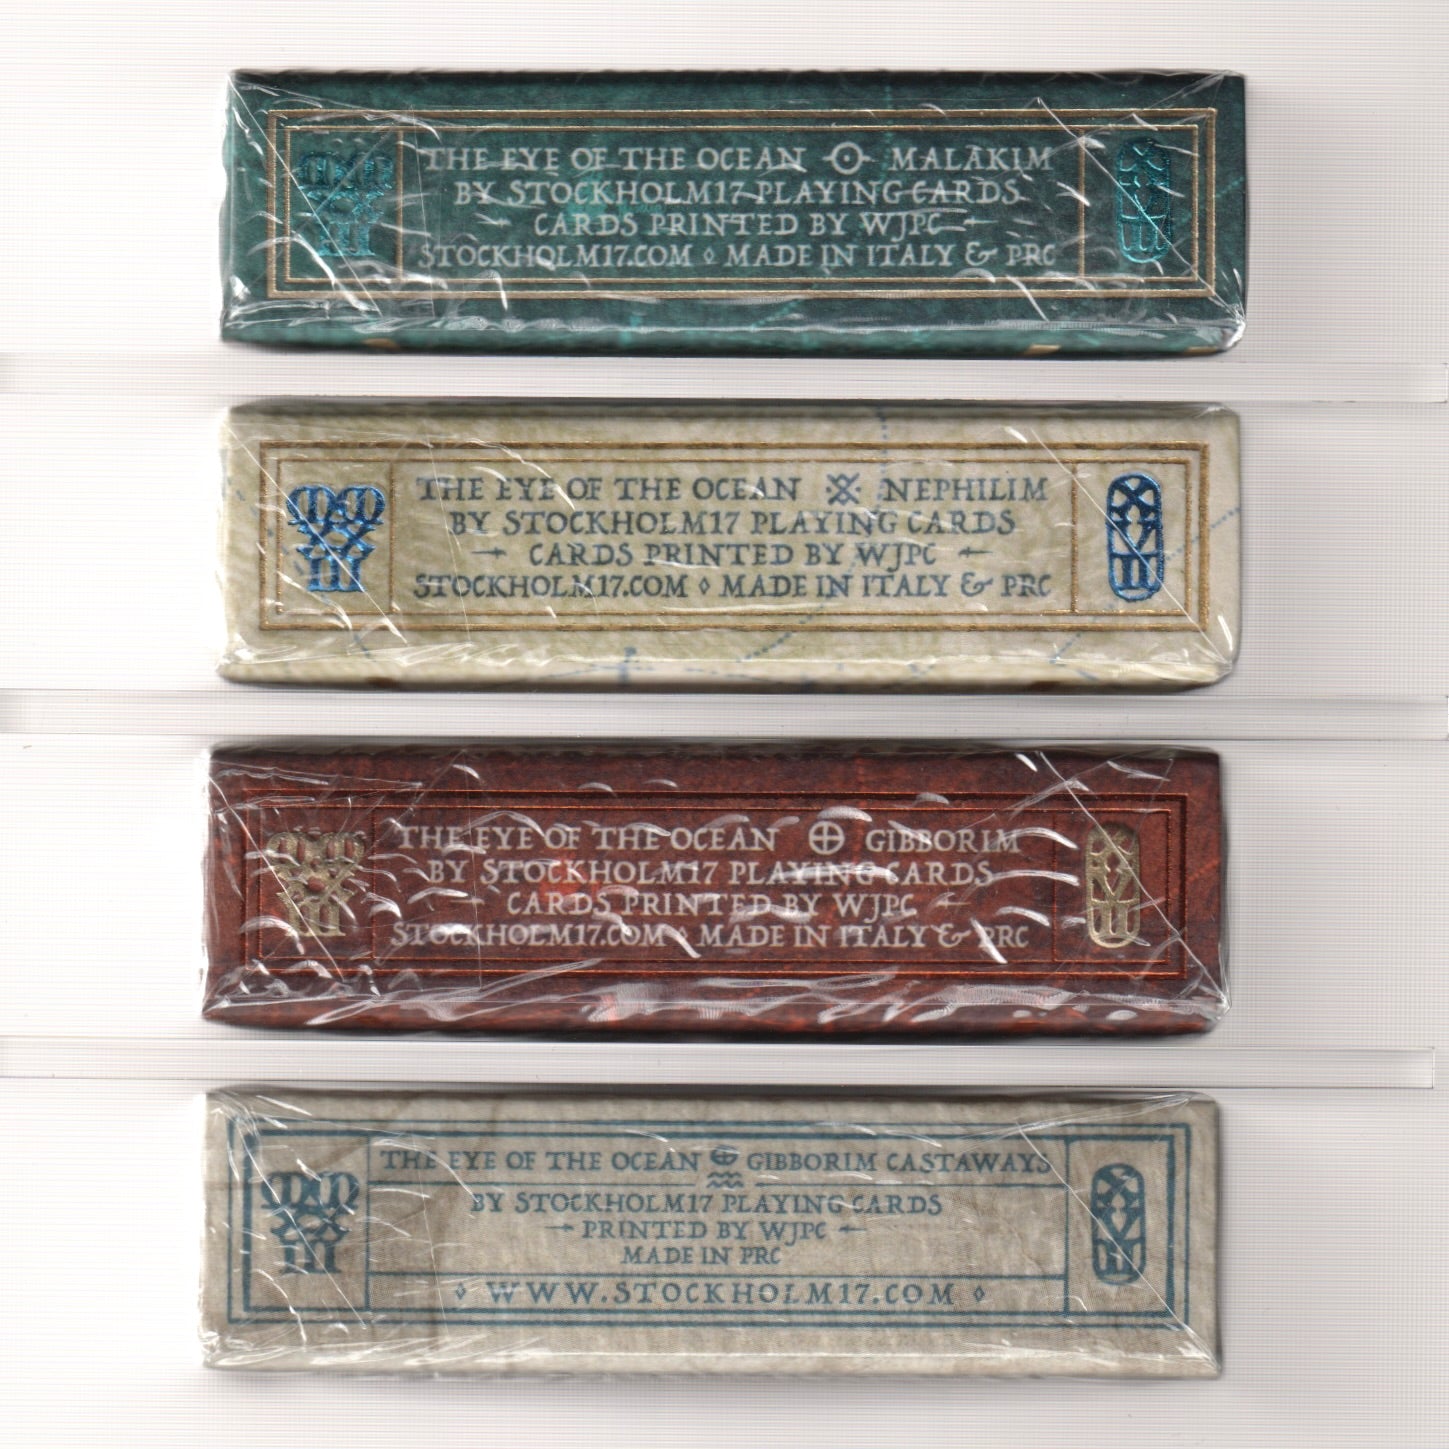 THE EYE OF THE OCEAN MALAKIM
BY STOCKHOLM17 PLAYING CARDS
CARDS PRINTED BY WJPC
STOCKHOLM17.COM ◊ MADE IN ITALY & PRC
THE EYE OF THE OCEAN NEPHILIM
BY STOCKHOLM17 PLAYING CARDS
CARDS PRINTED BY WJPC
STOCKHOLM17.COM ◊ MADE IN ITALY & PRC
THE EYE OF THE OCEAN GIBBORIM
BY STOCKHOLM17 PLAYING CARDS
CARDS PRINTED BY WJPC
STOCKHOLM17.COM ◊ MADE IN ITALY & PRC
THE EYE OF THE OCEAN GIBBORIM CASTAWAYS
BY STOCKHOLM17 PLAYING CARDS
PRINTED BY WJPC
MADE IN PRC
◊ WWW.STOCKHOLM17.COM ◊